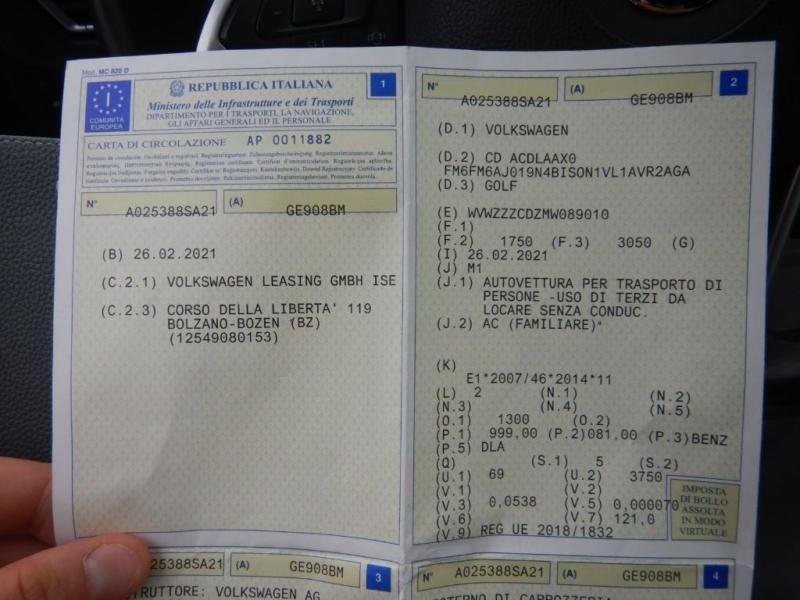 Mod. MC 820 D
I
COMUNITÀ
EUROPEA
REPUBBLICA ITALIANA
1
Ministero delle Infrastrutture e dei Trasporti
DIPARTIMENTO PER I TRASPORTI, LA NAVIGAZIONE,
GLI AFFARI GENERALI ED IL PERSONALE
CARTA DI CIRCOLAZIONE AP 0011882
N° A025388SA21 (A) GE908BM
(B) 26.02.2021
(C.2.1) VOLKSWAGEN LEASING GMBH ISE
(C.2.3) CORSO DELLA LIBERTA' 119
BOLZANO-BOZEN (BZ)
(12549080153)
N° A025388SA21 (A) GE908BM 2
(D.1) VOLKSWAGEN
(D.2) CD ACDLAAX0
FM6FM6AJ019N4BISON1VL1AVR2AGA
(D.3) GOLF
(E) WVWZZZCDZMW089010
(F.1)
(F.2) 1750 (F.3) 3050 (G)
(I) 26.02.2021
(J) M1
(J.1) AUTOVETTURA PER TRASPORTO DI
PERSONE -USO DI TERZI DA
LOCARE SENZA CONDUC.
(J.2) AC (FAMILIARE)*
(K)
E1*2007/46*2014*11
(L) 2 (N.1) (N.2)
(N.3) (N.4) (N.5)
(O.1) 1300 (O.2)
(P.1) 999,00 (P.2)081,00 (P.3)BENZ
(P.5) DLA
(Q) (S.1) 5 (S.2)
(U.1) 69 (U.2) 3750
(V.1) (V.2)
(V.3) 0,0538 (V.5) 0,000070
(V.6) (V.7) 121,0
(V.9) REG UE 2018/1832
IMPOSTA
DI BOLLO
ASSOLTA
IN MODO
VIRTUALE
A025388SA21 (A) GE908BM 3
TRUTTORE: VOLKSWAGEN AG
N° A025388SA21 (A) GE908BM 4